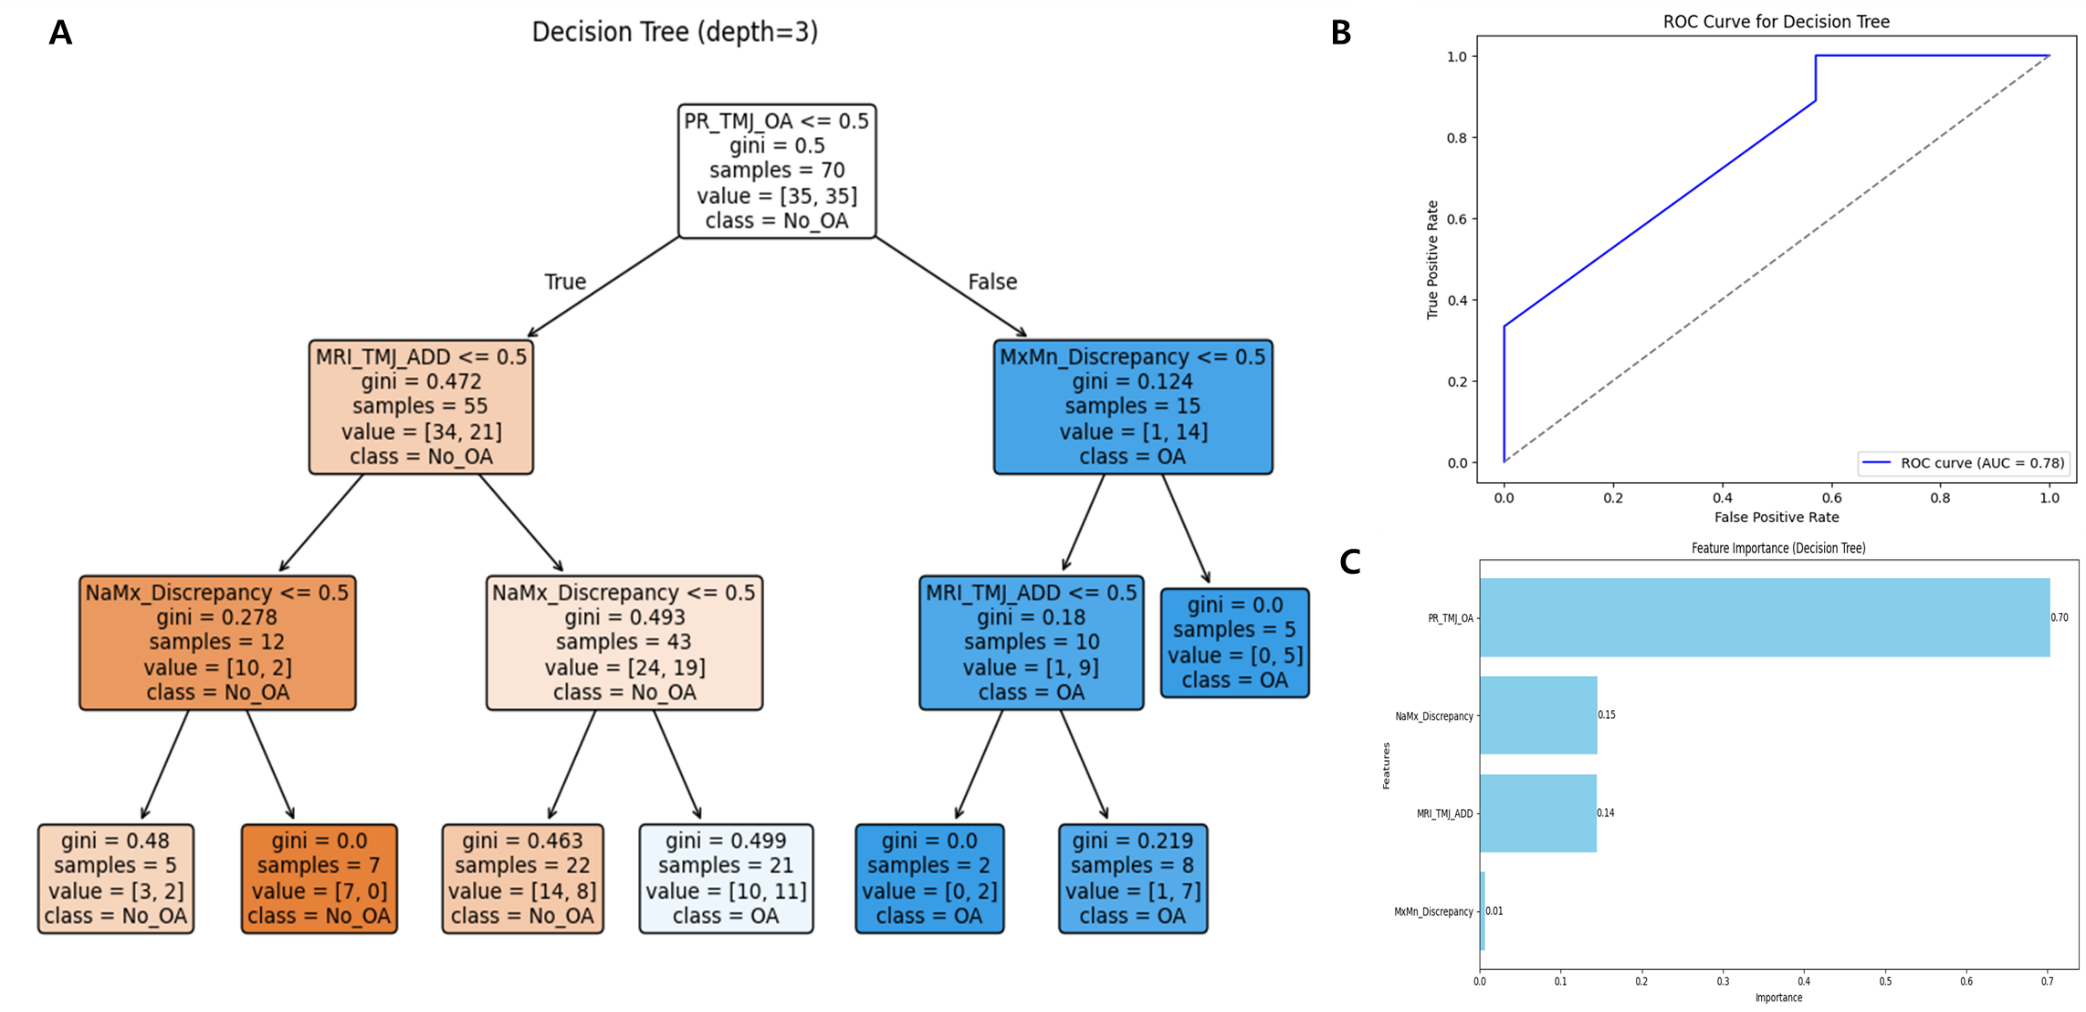 A
Decision Tree (depth=3)
PR_TMJ_OA <= 0.5
gini = 0.5
samples = 70
value = [35, 35]
class = No_OA
True
False
MRI_TMJ_ADD <= 0.5
gini = 0.472
samples = 55
value = [34, 21]
class = No_OA
MxMn_Discrepancy <= 0.5
gini = 0.124
samples = 15
value = [1, 14]
class = OA
NaMx_Discrepancy <= 0.5
gini = 0.278
samples = 12
value = [10, 2]
class = No_OA
NaMx_Discrepancy <= 0.5
gini = 0.493
samples = 43
value = [24, 19]
class = No_OA
MRI_TMJ_ADD <= 0.5
gini = 0.18
samples = 10
value = [1, 9]
class = OA
gini = 0.0
samples = 5
value = [0, 5]
class = OA
gini = 0.48
samples = 5
value = [3, 2]
class = No_OA
gini = 0.0
samples = 7
value = [7, 0]
class = No_OA
gini = 0.463
samples = 22
value = [14, 8]
class = No_OA
gini = 0.499
samples = 21
value = [10, 11]
class = OA
gini = 0.0
samples = 2
value = [0, 2]
class = OA
gini = 0.219
samples = 8
value = [1, 7]
class = OA
B
ROC Curve for Decision Tree
True Positive Rate
1.0
0.8
0.6
0.4
0.2
0.0
ROC curve (AUC = 0.78)
0.0 0.2 0.4 0.6 0.8 1.0
False Positive Rate
C
Feature Importance (Decision Tree)
Features
PR_TMJ_OA 0.70
NaMx_Discrepancy 0.15
MRI_TMJ_ADD 0.14
MxMn_Discrepancy 0.01
0.0 0.1 0.2 0.3 0.4 0.5 0.6 0.7
Importance